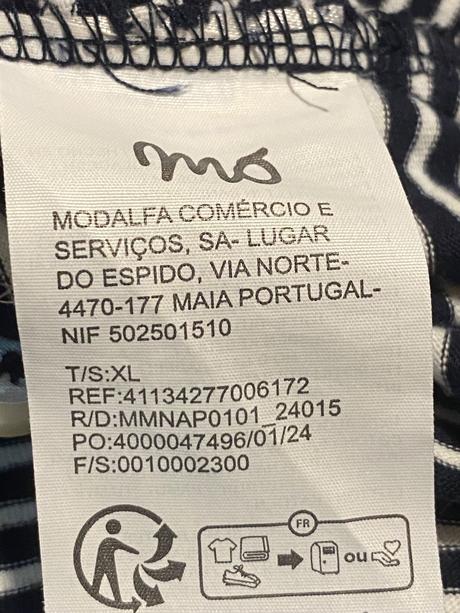 mo
MODALFA COMÉRCIO E
SERVIÇOS, SA- LUGAR
DO ESPIDO, VIA NORTE-
4470-177 MAIA PORTUGAL-
NIF 502501510
T/S:XL
REF:41134277006172
R/D:MMNAP0101_24015
PO:4000047496/01/24
F/S:0010002300
FR
ou